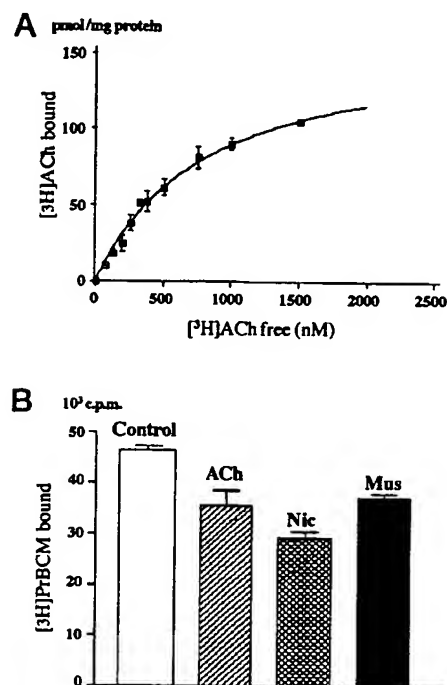 A pmol/mg protein
[3H]ACh bound
150
100
50
0
0 500 1000 1500 2000 2500
[³H]ACh free (nM)
B 10³ c.p.m.
[3H]PrBCM bound
50
40
30
20
10
0
Control
ACh
Nic
Mus